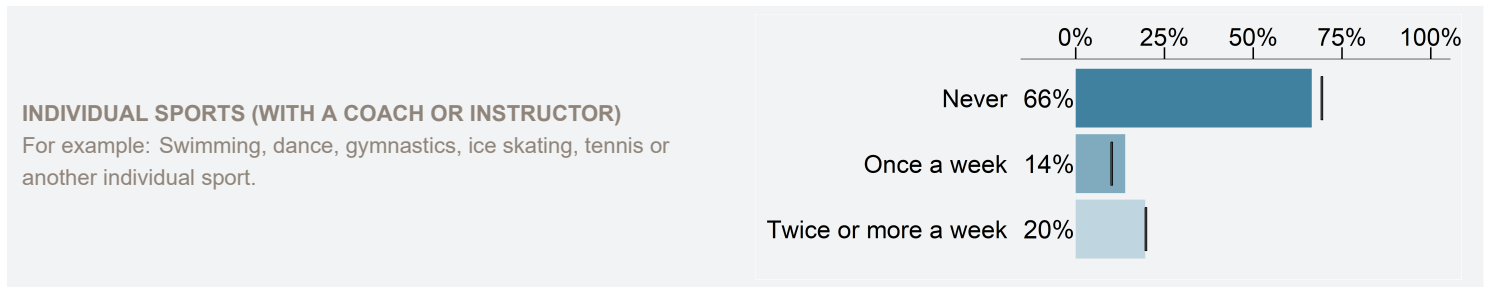 INDIVIDUAL SPORTS (WITH A COACH OR INSTRUCTOR)
For example: Swimming, dance, gymnastics, ice skating, tennis or
another individual sport.
0% 25% 50% 75% 100%
Never 66%
Once a week 14%
Twice or more a week 20%